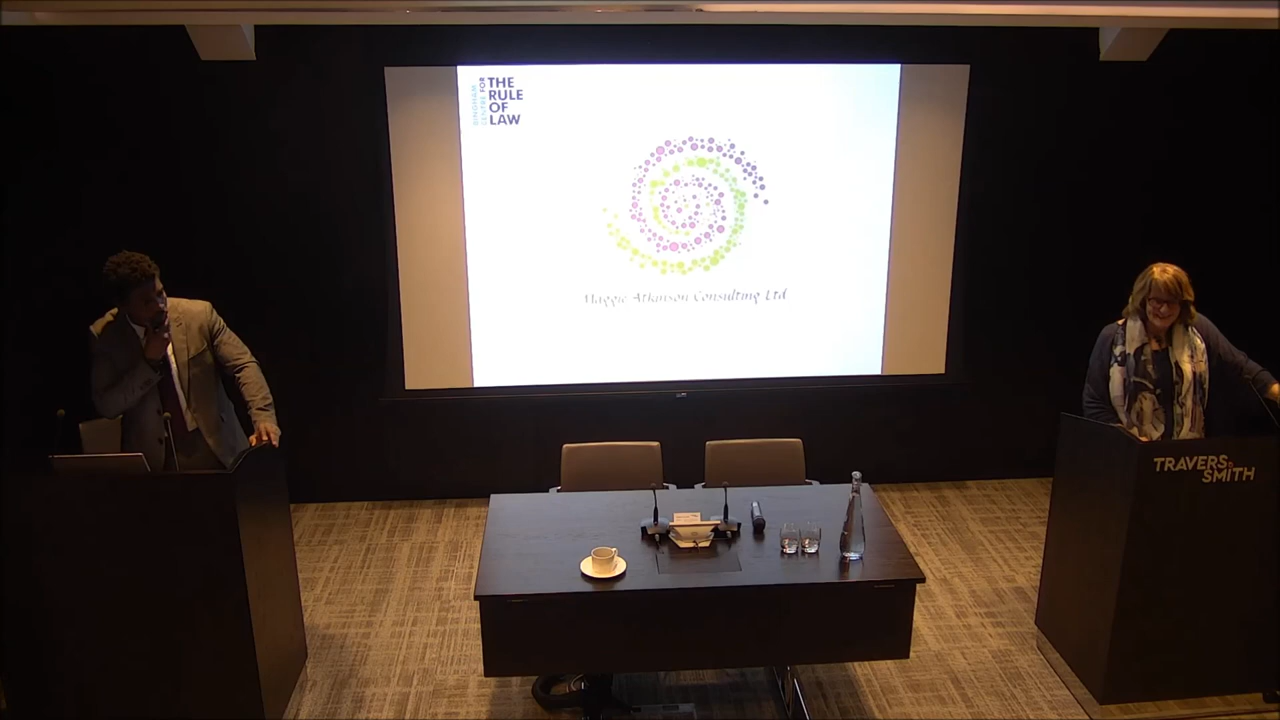 BINGHAM
CENTRE FOR
THE
RULE
OF
LAW
Maggie Atkinson Consulting Ltd
TRAVERS
SMITH